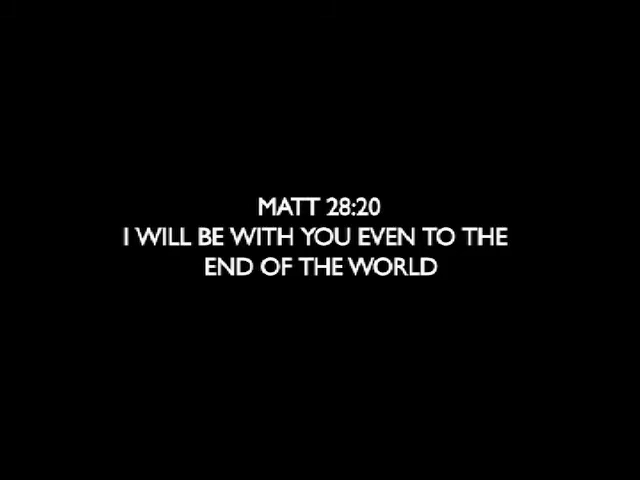 MATT 28:20
I WILL BE WITH YOU EVEN TO THE
END OF THE WORLD